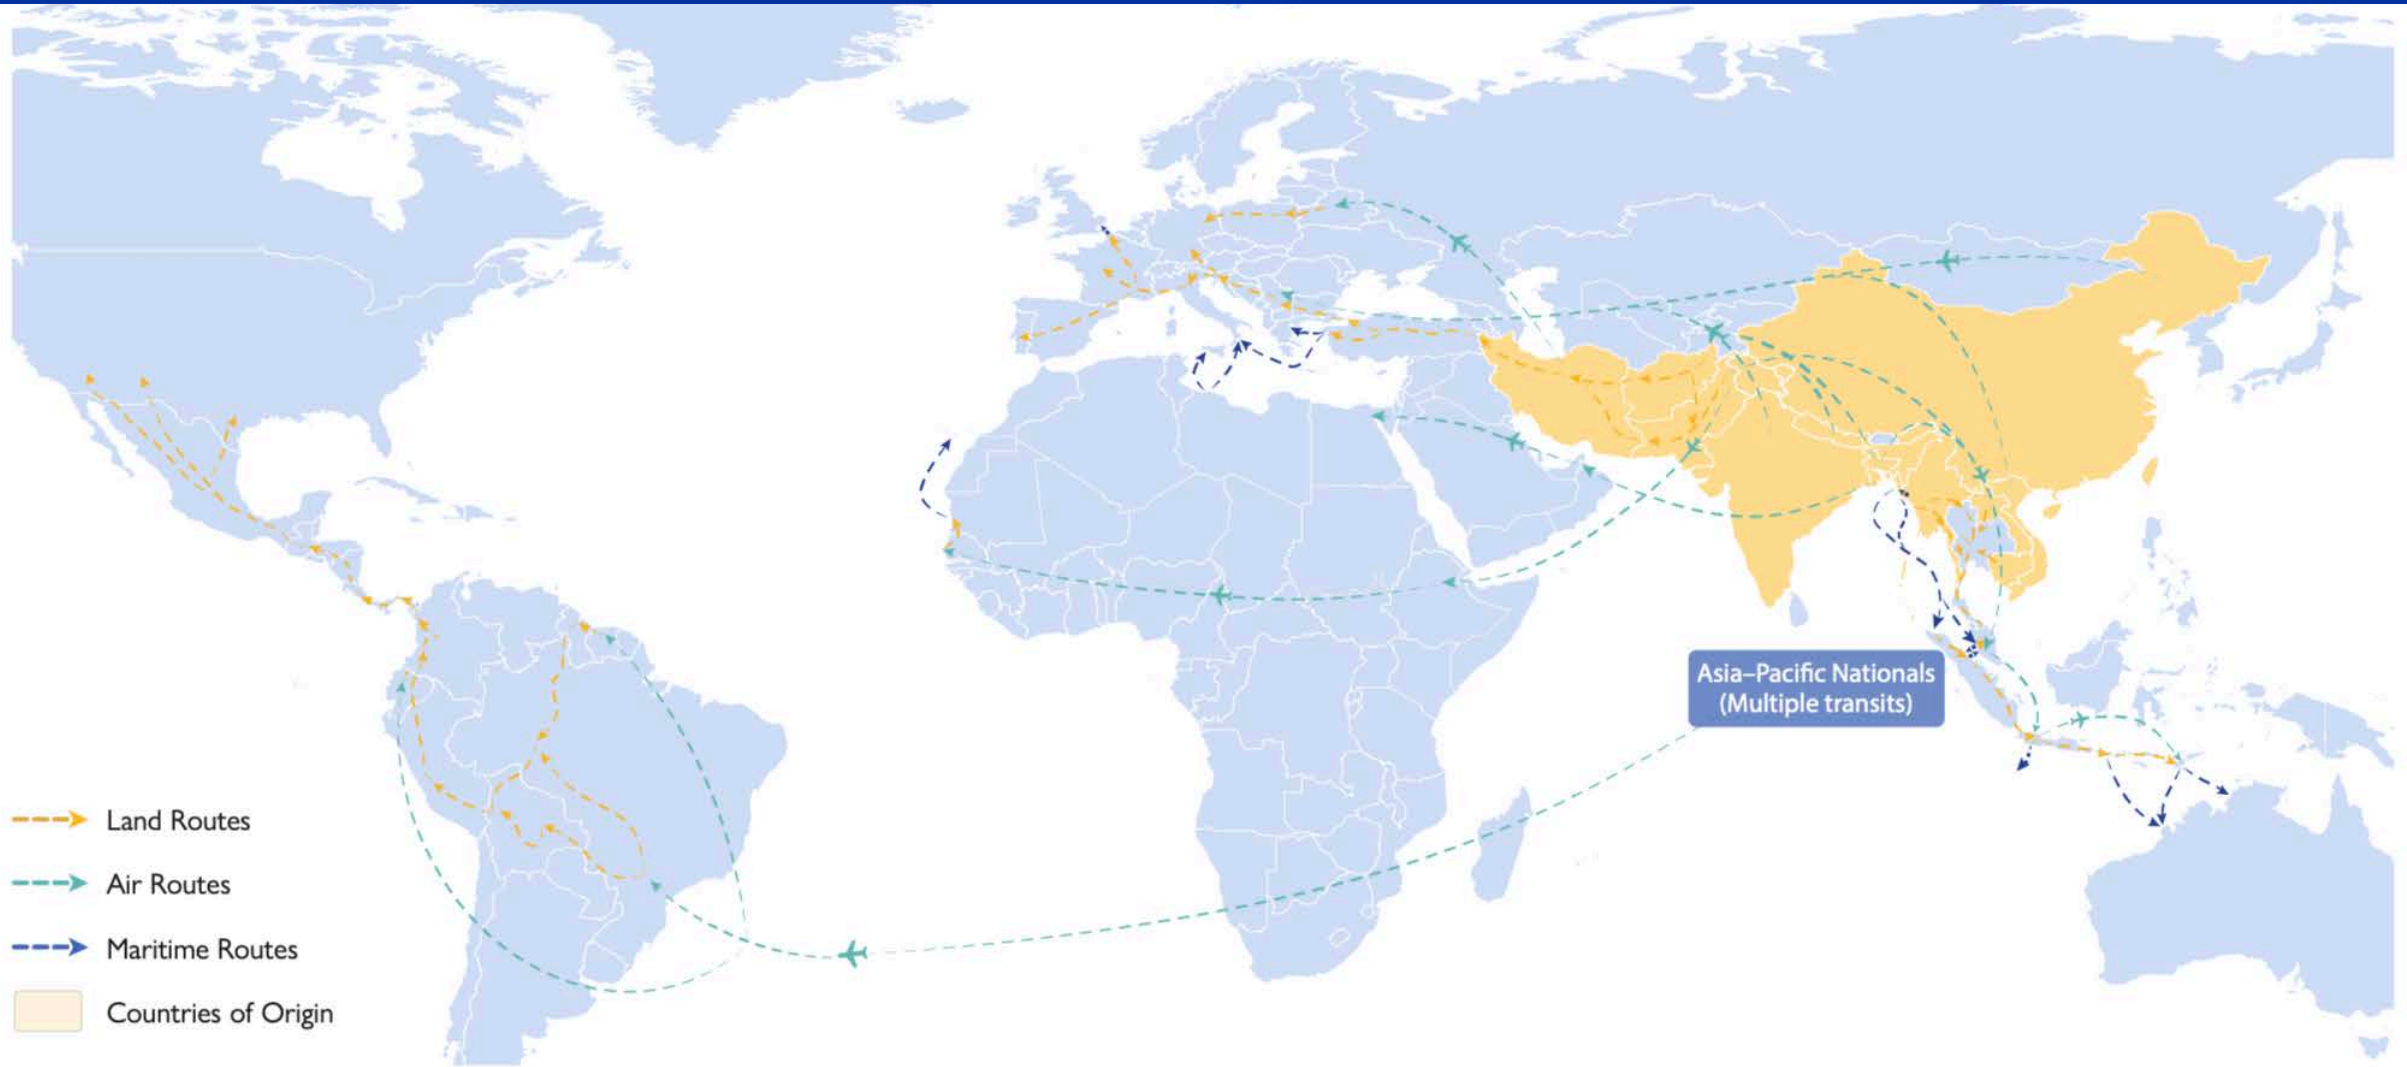 Asia–Pacific Nationals
(Multiple transits)
Land Routes
Air Routes
Maritime Routes
Countries of Origin